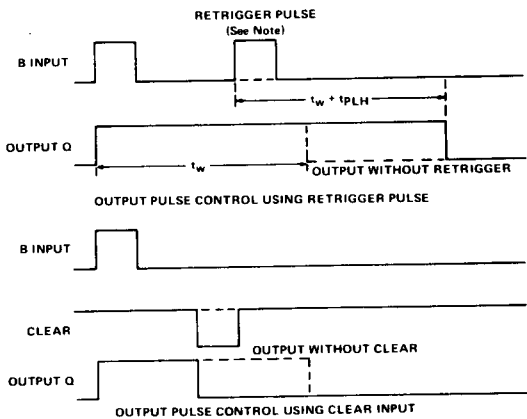 RETRIGGER PULSE
(See Note)
B INPUT
tw + tPLH
OUTPUT Q
tw
OUTPUT WITHOUT RETRIGGER
OUTPUT PULSE CONTROL USING RETRIGGER PULSE
B INPUT
CLEAR
OUTPUT WITHOUT CLEAR
OUTPUT Q
OUTPUT PULSE CONTROL USING CLEAR INPUT